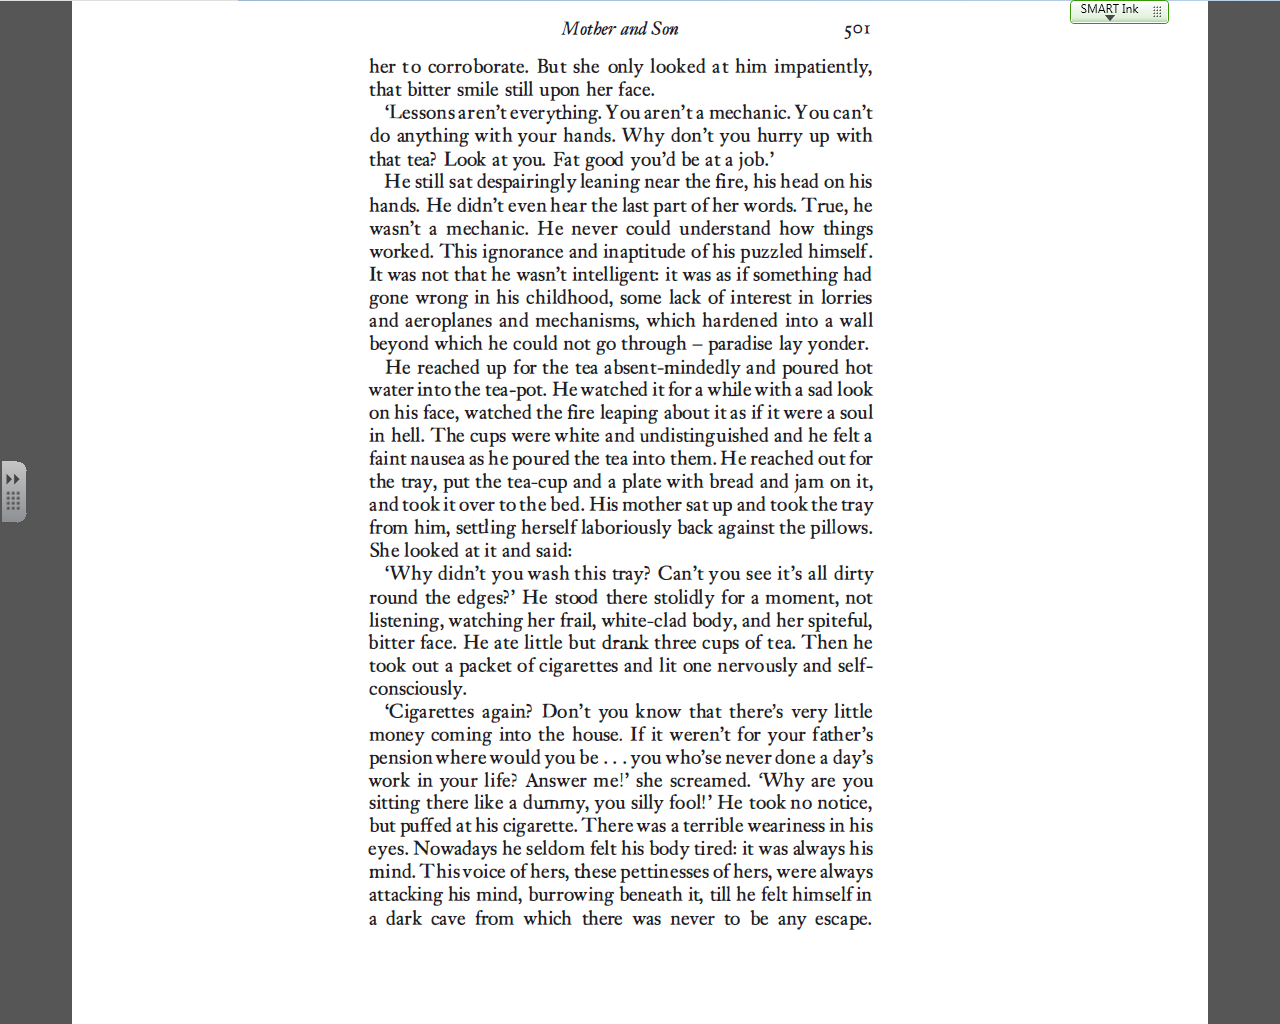 SMART Ink
Mother and Son 501
her to corroborate. But she only looked at him impatiently,
that bitter smile still upon her face.
‘Lessons aren’t everything. You aren’t a mechanic. You can’t
do anything with your hands. Why don’t you hurry up with
that tea? Look at you. Fat good you’d be at a job.’
He still sat despairingly leaning near the fire, his head on his
hands. He didn’t even hear the last part of her words. True, he
wasn’t a mechanic. He never could understand how things
worked. This ignorance and inaptitude of his puzzled himself.
It was not that he wasn’t intelligent: it was as if something had
gone wrong in his childhood, some lack of interest in lorries
and aeroplanes and mechanisms, which hardened into a wall
beyond which he could not go through – paradise lay yonder.
He reached up for the tea absent-mindedly and poured hot
water into the tea-pot. He watched it for a while with a sad look
on his face, watched the fire leaping about it as if it were a soul
in hell. The cups were white and undistinguished and he felt a
faint nausea as he poured the tea into them. He reached out for
the tray, put the tea-cup and a plate with bread and jam on it,
and took it over to the bed. His mother sat up and took the tray
from him, settling herself laboriously back against the pillows.
She looked at it and said:
‘Why didn’t you wash this tray? Can’t you see it’s all dirty
round the edges?’ He stood there stolidly for a moment, not
listening, watching her frail, white-clad body, and her spiteful,
bitter face. He ate little but drank three cups of tea. Then he
took out a packet of cigarettes and lit one nervously and self-
consciously.
‘Cigarettes again? Don’t you know that there’s very little
money coming into the house. If it weren’t for your father’s
pension where would you be . . . you who’se never done a day’s
work in your life? Answer me!’ she screamed. ‘Why are you
sitting there like a dummy, you silly fool!’ He took no notice,
but puffed at his cigarette. There was a terrible weariness in his
eyes. Nowadays he seldom felt his body tired: it was always his
mind. This voice of hers, these pettinesses of hers, were always
attacking his mind, burrowing beneath it, till he felt himself in
a dark cave from which there was never to be any escape.